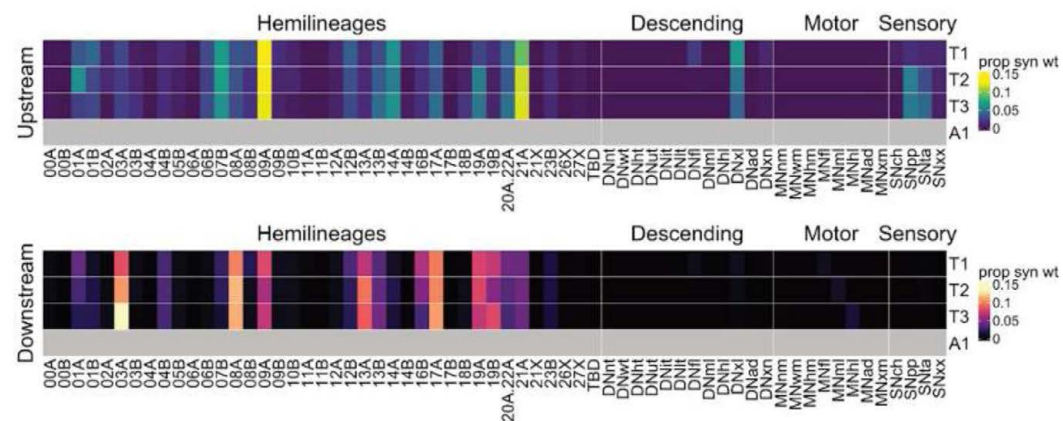 Hemilineages Descending Motor Sensory
Upstream
T1
T2
T3
A1
prop syn wt
0.15
0.1
0.05
0
00A 00B 01A 01B 02A 03A 03B 04A 04B 05B 06A 06B 07B 08A 08B 09A 09B 10B 11A 11B 12A 12B 13A 13B 14A 14B 16B 17A 17B 18B 19A 19B 20A.22A 21A 21X 23B 26X 27X TBD DNnt DNwt DNht DNut DNit DNlt DNfl DNml DNhl DNxl DNad DNxn MNnm MNwm MNhm MNfl MNml MNhl MNad MNxm SNch SNpp SNta SNxx
Hemilineages Descending Motor Sensory
Downstream
T1
T2
T3
A1
prop syn wt
0.15
0.1
0.05
0
00A 00B 01A 01B 02A 03A 03B 04A 04B 05B 06A 06B 07B 08A 08B 09A 09B 10B 11A 11B 12A 12B 13A 13B 14A 14B 16B 17A 17B 18B 19A 19B 20A.22A 21A 21X 23B 26X 27X TBD DNnt DNwt DNht DNut DNit DNlt DNfl DNml DNhl DNxl DNad DNxn MNnm MNwm MNhm MNfl MNml MNhl MNad MNxm SNch SNpp SNta SNxx